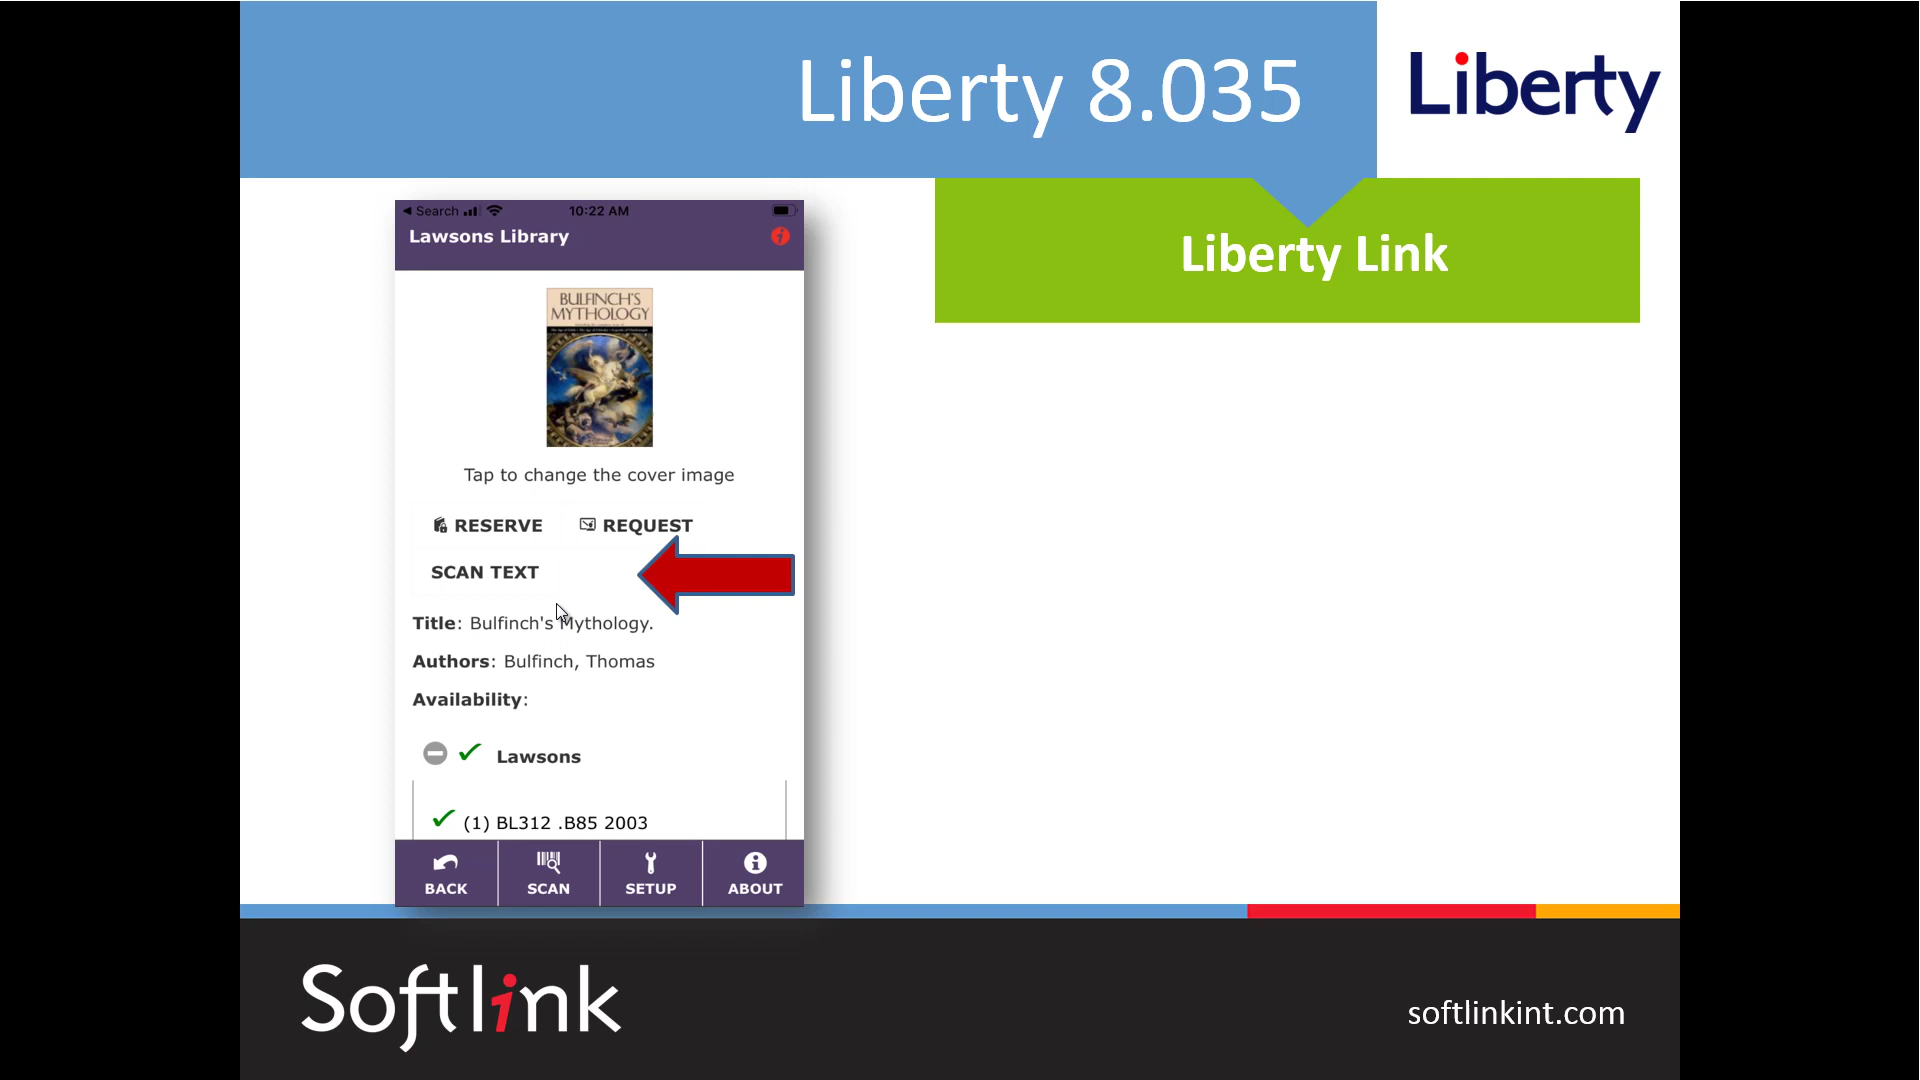 Liberty 8.035
Liberty
Liberty Link
Search 10:22 AM
Lawsons Library
BULFINCH'S
MYTHOLOGY
Tap to change the cover image
RESERVE REQUEST
SCAN TEXT
Title: Bulfinch's Mythology.
Authors: Bulfinch, Thomas
Availability:
Lawsons
(1) BL312 .B85 2003
BACK SCAN SETUP ABOUT
Softlink
softlinkint.com